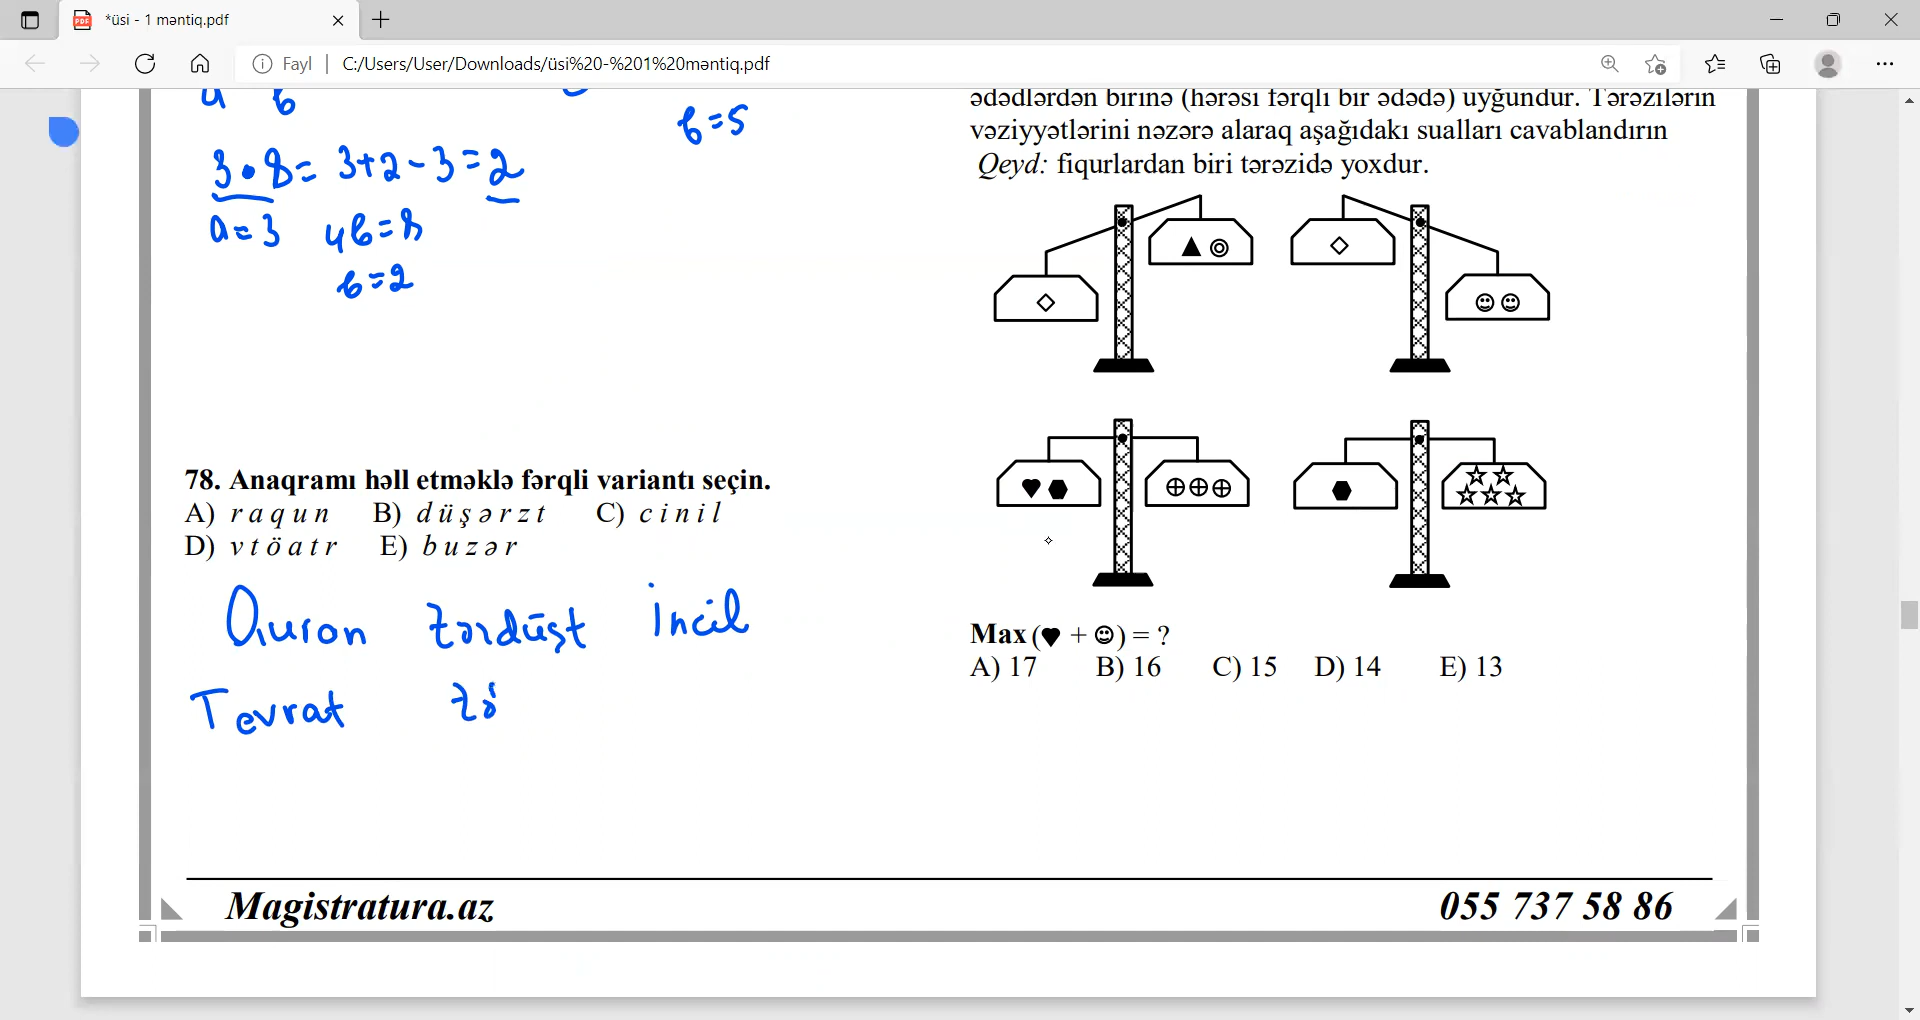 *üsi - 1 məntiq.pdf
Fayl | C:/Users/User/Downloads/üsi%20-%201%20məntiq.pdf
a b
3 • 8 = 3+2-3=2
a=3 4b=8
b=2
b=5
78. Anaqramı həll etməklə fərqli variantı seçin.
A) r a q u n B) d ü ş ə r z t C) c i n i l
D) v t ö a t r E) b u z ə r
Quron Zərdüşt İncil
Tevrat
ədədlərdən birinə (hərəsi fərqli bir ədədə) uyğundur. Tərəzilərin
vəziyyətlərini nəzərə alaraq aşağıdakı sualları cavablandırın
Qeyd: fiqurlardan biri tərəzidə yoxdur.
Max (♥ + ☺) = ?
A) 17 B) 16 C) 15 D) 14 E) 13
Magistratura.az
055 737 58 86